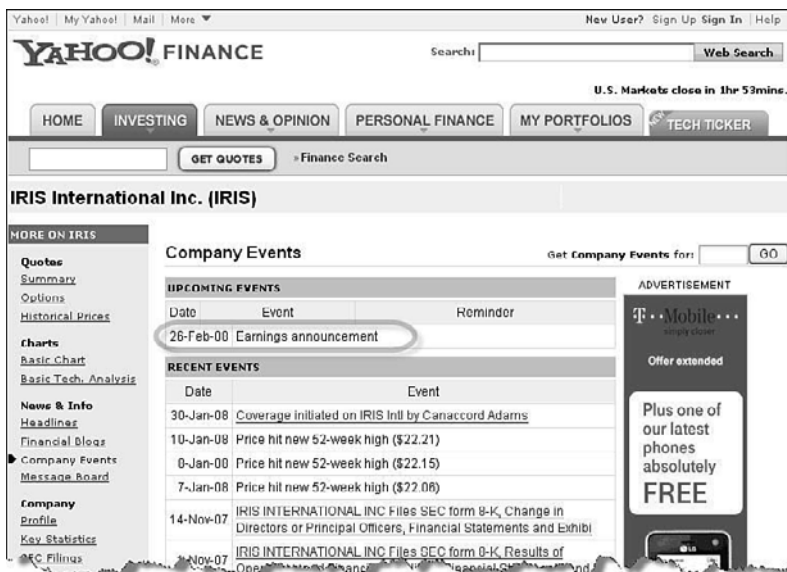 Yahoo! My Yahoo! Mail More ▼ New User? Sign Up Sign In Help
YAHOO! FINANCE Search: Web Search
U.S. Markets close in 1hr 53mins.
HOME INVESTING NEWS & OPINION PERSONAL FINANCE MY PORTFOLIOS TECH TICKER
GET QUOTES » Finance Search
IRIS International Inc. (IRIS)
MORE ON IRIS
Quotes
Summary
Options
Historical Prices
Charts
Basic Chart
Basic Tech. Analysis
News & Info
Headlines
Financial Blogs
Company Events
Message Board
Company
Profile
Key Statistics
SEC Filings
Company Events Get Company Events for: GO
UPCOMING EVENTS
Date Event Reminder
26-Feb-08 Earnings announcement
RECENT EVENTS
Date Event
30-Jan-08 Coverage initiated on IRIS Intl by Canaccord Adams
10-Jan-08 Price hit new 52-week high ($22.21)
8-Jan-08 Price hit new 52-week high ($22.15)
7-Jan-08 Price hit new 52-week high ($22.06)
14-Nov-07 IRIS INTERNATIONAL INC Files SEC form 8-K, Change in
Directors or Principal Officers, Financial Statements and Exhibi
Nov-07 IRIS INTERNATIONAL INC Files SEC form 8-K, Results of
ADVERTISEMENT
T··Mobile···
simply closer
Offer extended
Plus one of
our latest
phones
absolutely
FREE
LG